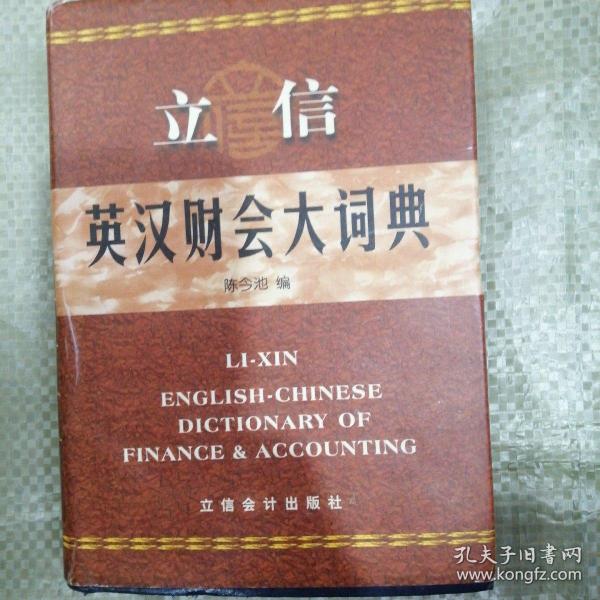 立信
英汉财会大词典
陈今池 编
LI-XIN
ENGLISH-CHINESE
DICTIONARY OF
FINANCE & ACCOUNTING
立信会计出版社
孔夫子旧书网
www.kongfz.com